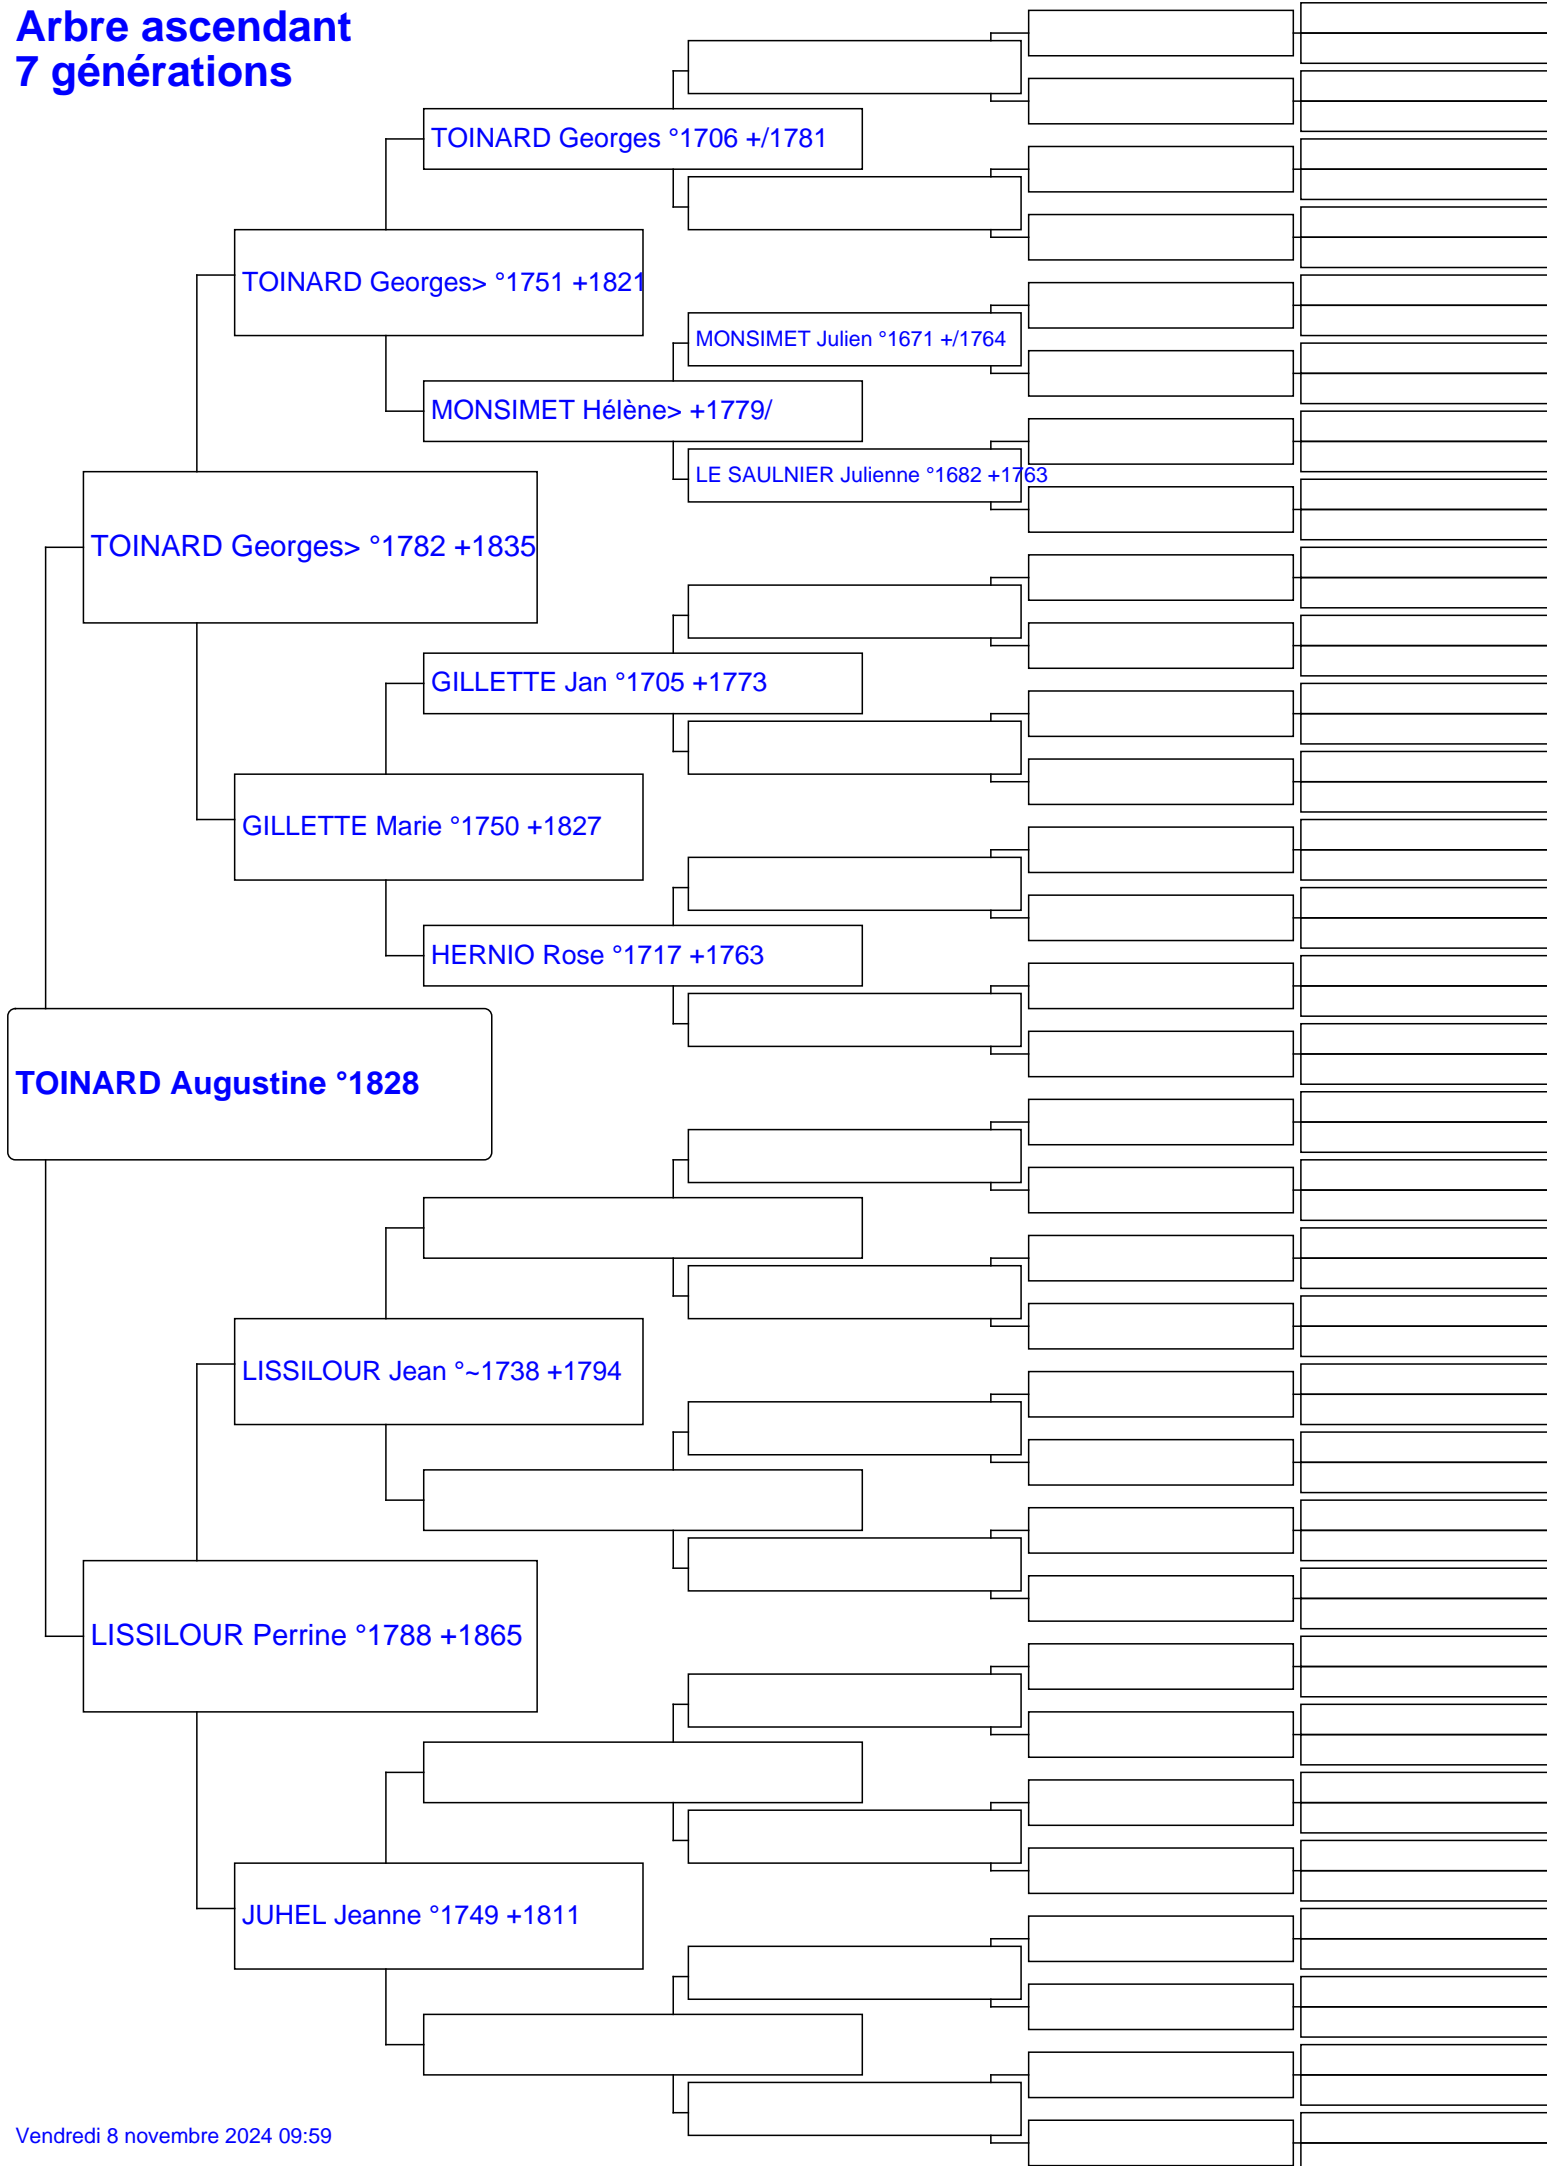 Arbre ascendant
7 générations
TOINARD Georges °1706 +/1781
TOINARD Georges> °1751 +1821
MONSIMET Julien °1671 +/1764
MONSIMET Hélène> +1779/
LE SAULNIER Julienne °1682 +1763
TOINARD Georges> °1782 +1835
GILLETTE Jan °1705 +1773
GILLETTE Marie °1750 +1827
HERNIO Rose °1717 +1763
TOINARD Augustine °1828
LISSILOUR Jean °~1738 +1794
LISSILOUR Perrine °1788 +1865
JUHEL Jeanne °1749 +1811
Vendredi 8 novembre 2024 09:59